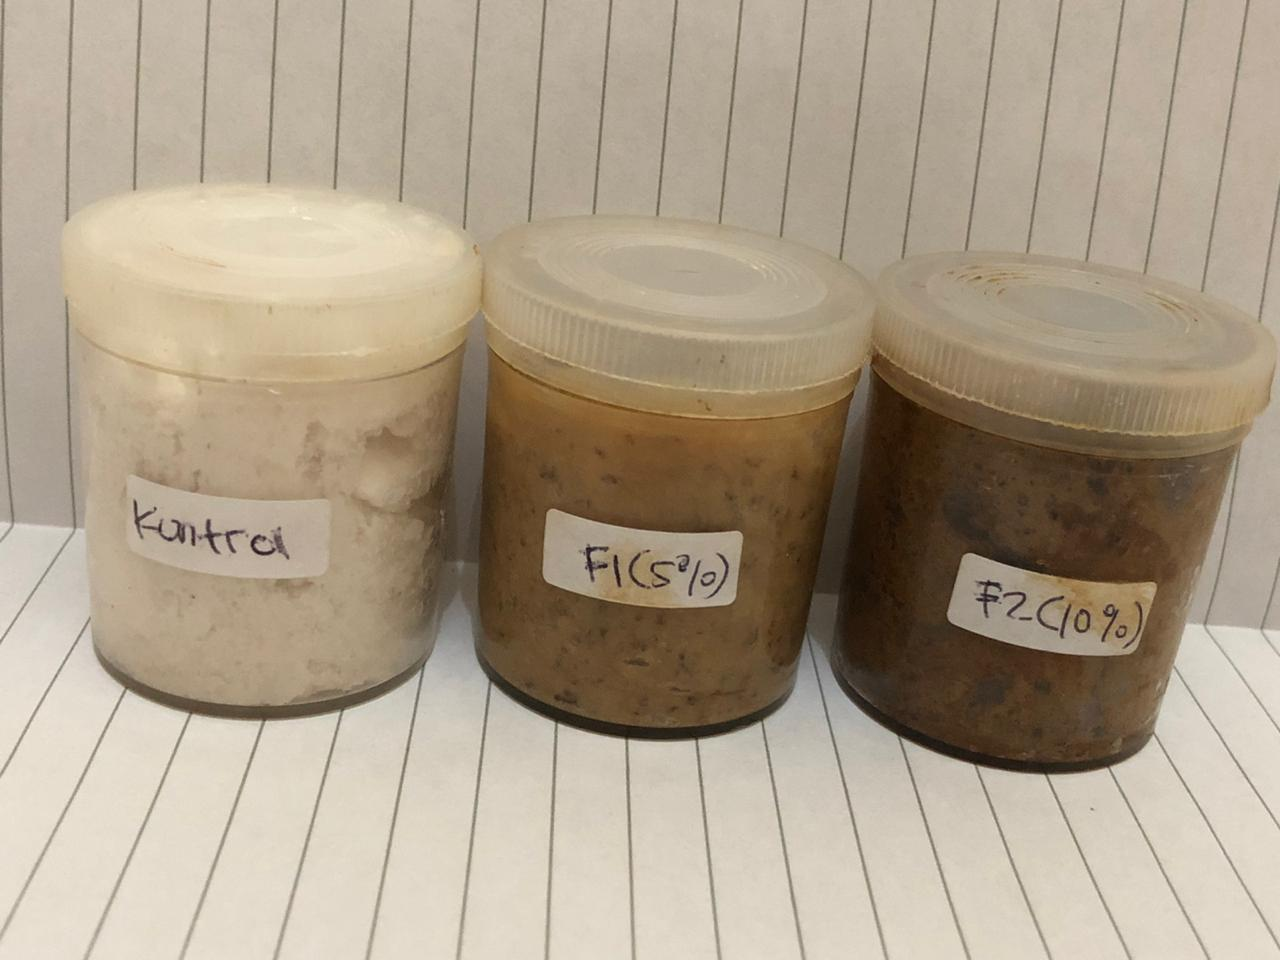 Kontrol
F1 (5%)
F2 (10%)